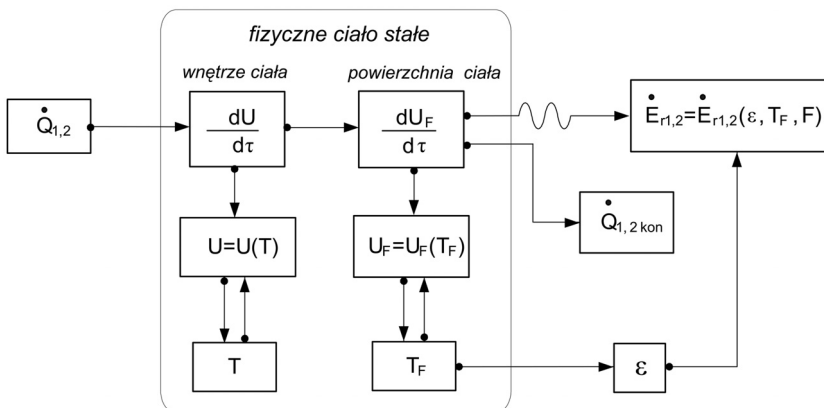 fizyczne ciało stałe
wnętrze ciała
powierzchnia ciała
Q̇1,2
dU
dτ
dUF
dτ
Ėr1,2=Ėr1,2(ε, TF, F)
Q̇1, 2 kon
U=U(T)
UF=UF(TF)
T
TF
ε